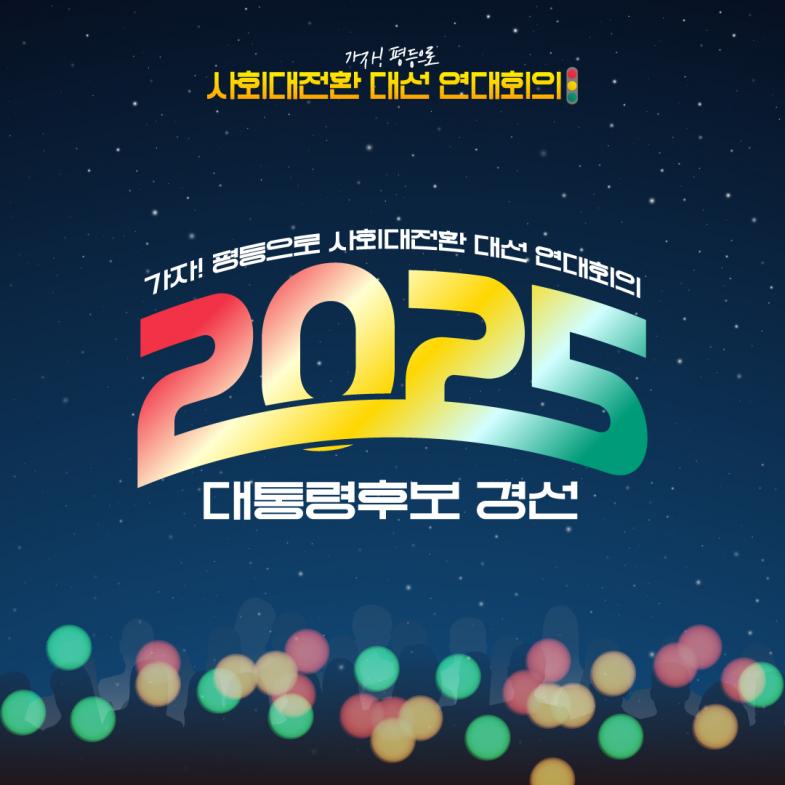 가자! 평등으로
사회대전환 대선 연대회의
가자! 평등으로 사회대전환 대선 연대회의
2025
대통령후보 경선